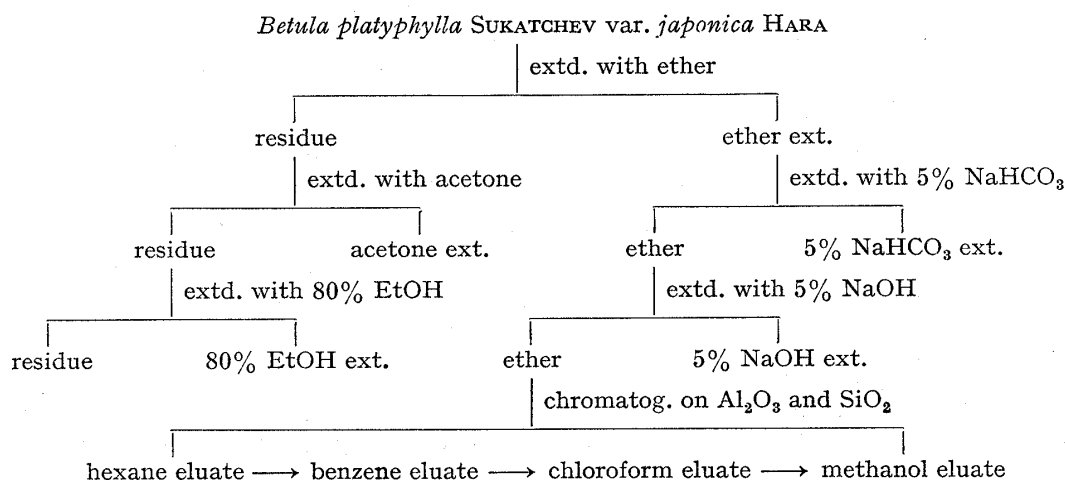 Betula platyphylla SUKATCHEV var. japonica HARA
extd. with ether
residue ether ext.
extd. with acetone extd. with 5% NaHCO₃
residue acetone ext. ether 5% NaHCO₃ ext.
extd. with 80% EtOH extd. with 5% NaOH
residue 80% EtOH ext. ether 5% NaOH ext.
chromatog. on Al₂O₃ and SiO₂
hexane eluate → benzene eluate → chloroform eluate → methanol eluate